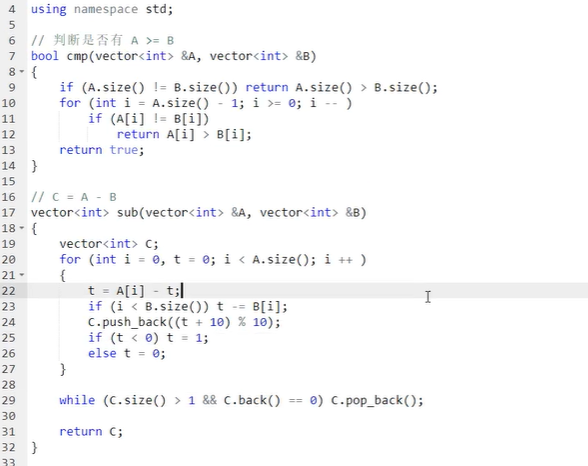 4 using namespace std;
5
6 // 判断是否有 A >= B
7 bool cmp(vector<int> &A, vector<int> &B)
8 {
9     if (A.size() != B.size()) return A.size() > B.size();
10     for (int i = A.size() - 1; i >= 0; i -- )
11         if (A[i] != B[i])
12             return A[i] > B[i];
13     return true;
14 }
15
16 // C = A - B
17 vector<int> sub(vector<int> &A, vector<int> &B)
18 {
19     vector<int> C;
20     for (int i = 0, t = 0; i < A.size(); i ++ )
21     {
22         t = A[i] - t;
23         if (i < B.size()) t -= B[i];
24         C.push_back((t + 10) % 10);
25         if (t < 0) t = 1;
26         else t = 0;
27     }
28
29     while (C.size() > 1 && C.back() == 0) C.pop_back();
30
31     return C;
32 }
33